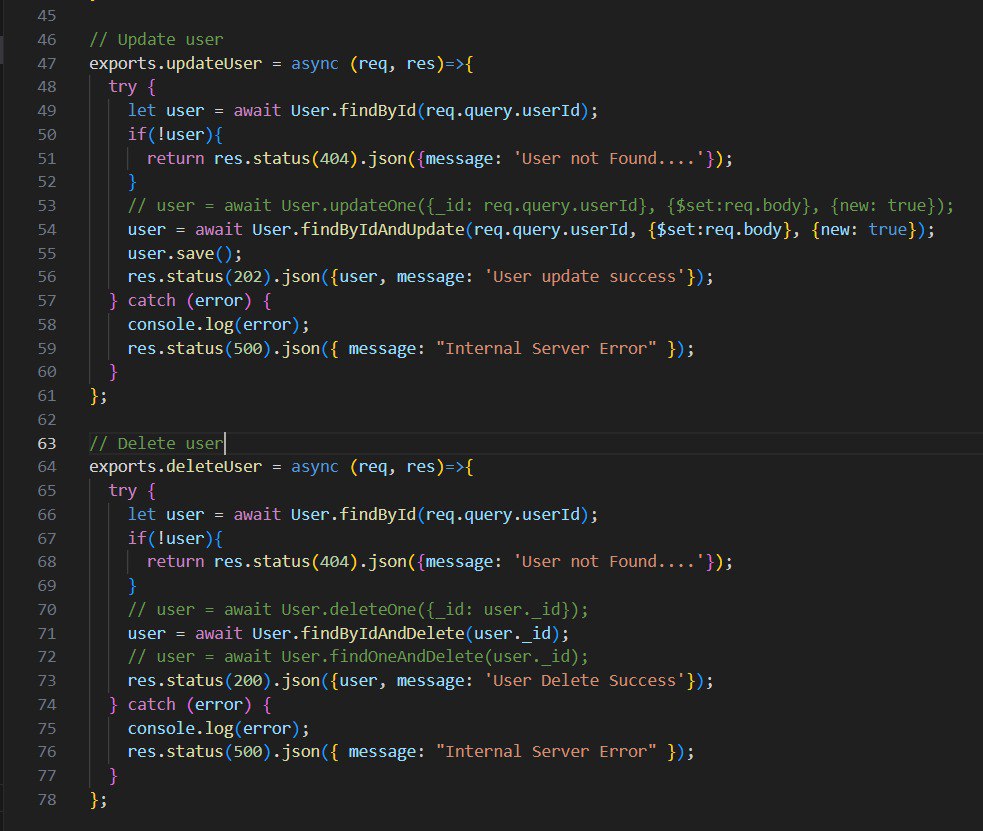 45
46 // Update user
47 exports.updateUser = async (req, res)=>{
48   try {
49     let user = await User.findById(req.query.userId);
50     if(!user){
51       return res.status(404).json({message: 'User not Found....'});
52     }
53     // user = await User.updateOne({_id: req.query.userId}, {$set:req.body}, {new: true});
54     user = await User.findByIdAndUpdate(req.query.userId, {$set:req.body}, {new: true});
55     user.save();
56     res.status(202).json({user, message: 'User update success'});
57   } catch (error) {
58     console.log(error);
59     res.status(500).json({ message: "Internal Server Error" });
60   }
61 };
62
63 // Delete user
64 exports.deleteUser = async (req, res)=>{
65   try {
66     let user = await User.findById(req.query.userId);
67     if(!user){
68       return res.status(404).json({message: 'User not Found....'});
69     }
70     // user = await User.deleteOne({_id: user._id});
71     user = await User.findByIdAndDelete(user._id);
72     // user = await User.findOneAndDelete(user._id);
73     res.status(200).json({user, message: 'User Delete Success'});
74   } catch (error) {
75     console.log(error);
76     res.status(500).json({ message: "Internal Server Error" });
77   }
78 };